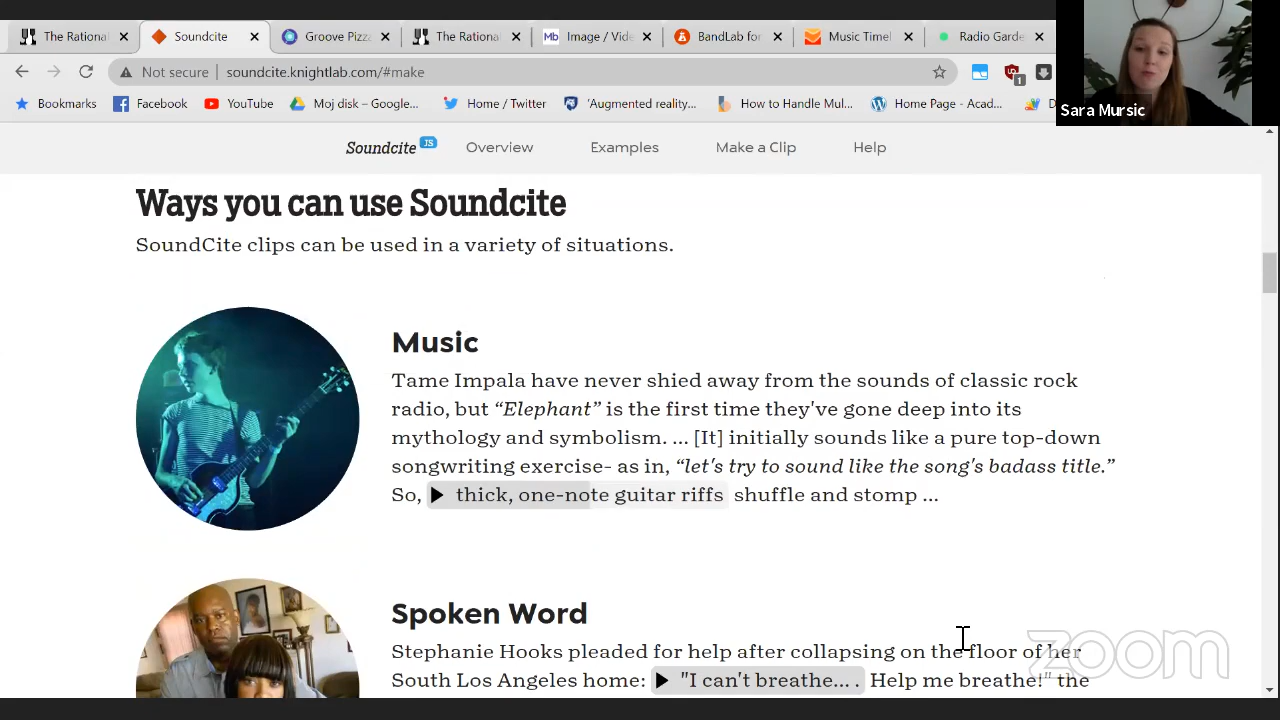 The Rational
Soundcite
Groove Pizz
The Rational
Mb Image / Vide
BandLab for
Music Timel
Radio Garde
Not secure | soundcite.knightlab.com/#make
Bookmarks
Facebook
YouTube
Moj disk – Google...
Home / Twitter
'Augmented reality...
How to Handle Mul...
Home Page - Acad...
D
Sara Mursic
Soundcite JS
Overview
Examples
Make a Clip
Help
Ways you can use Soundcite
SoundCite clips can be used in a variety of situations.
Music
Tame Impala have never shied away from the sounds of classic rock
radio, but “Elephant” is the first time they've gone deep into its
mythology and symbolism. ... [It] initially sounds like a pure top-down
songwriting exercise- as in, “let's try to sound like the song's badass title.”
So, thick, one-note guitar riffs shuffle and stomp ...
Spoken Word
Stephanie Hooks pleaded for help after collapsing on the floor of her
South Los Angeles home: "I can't breathe... . Help me breathe!" the
zoom